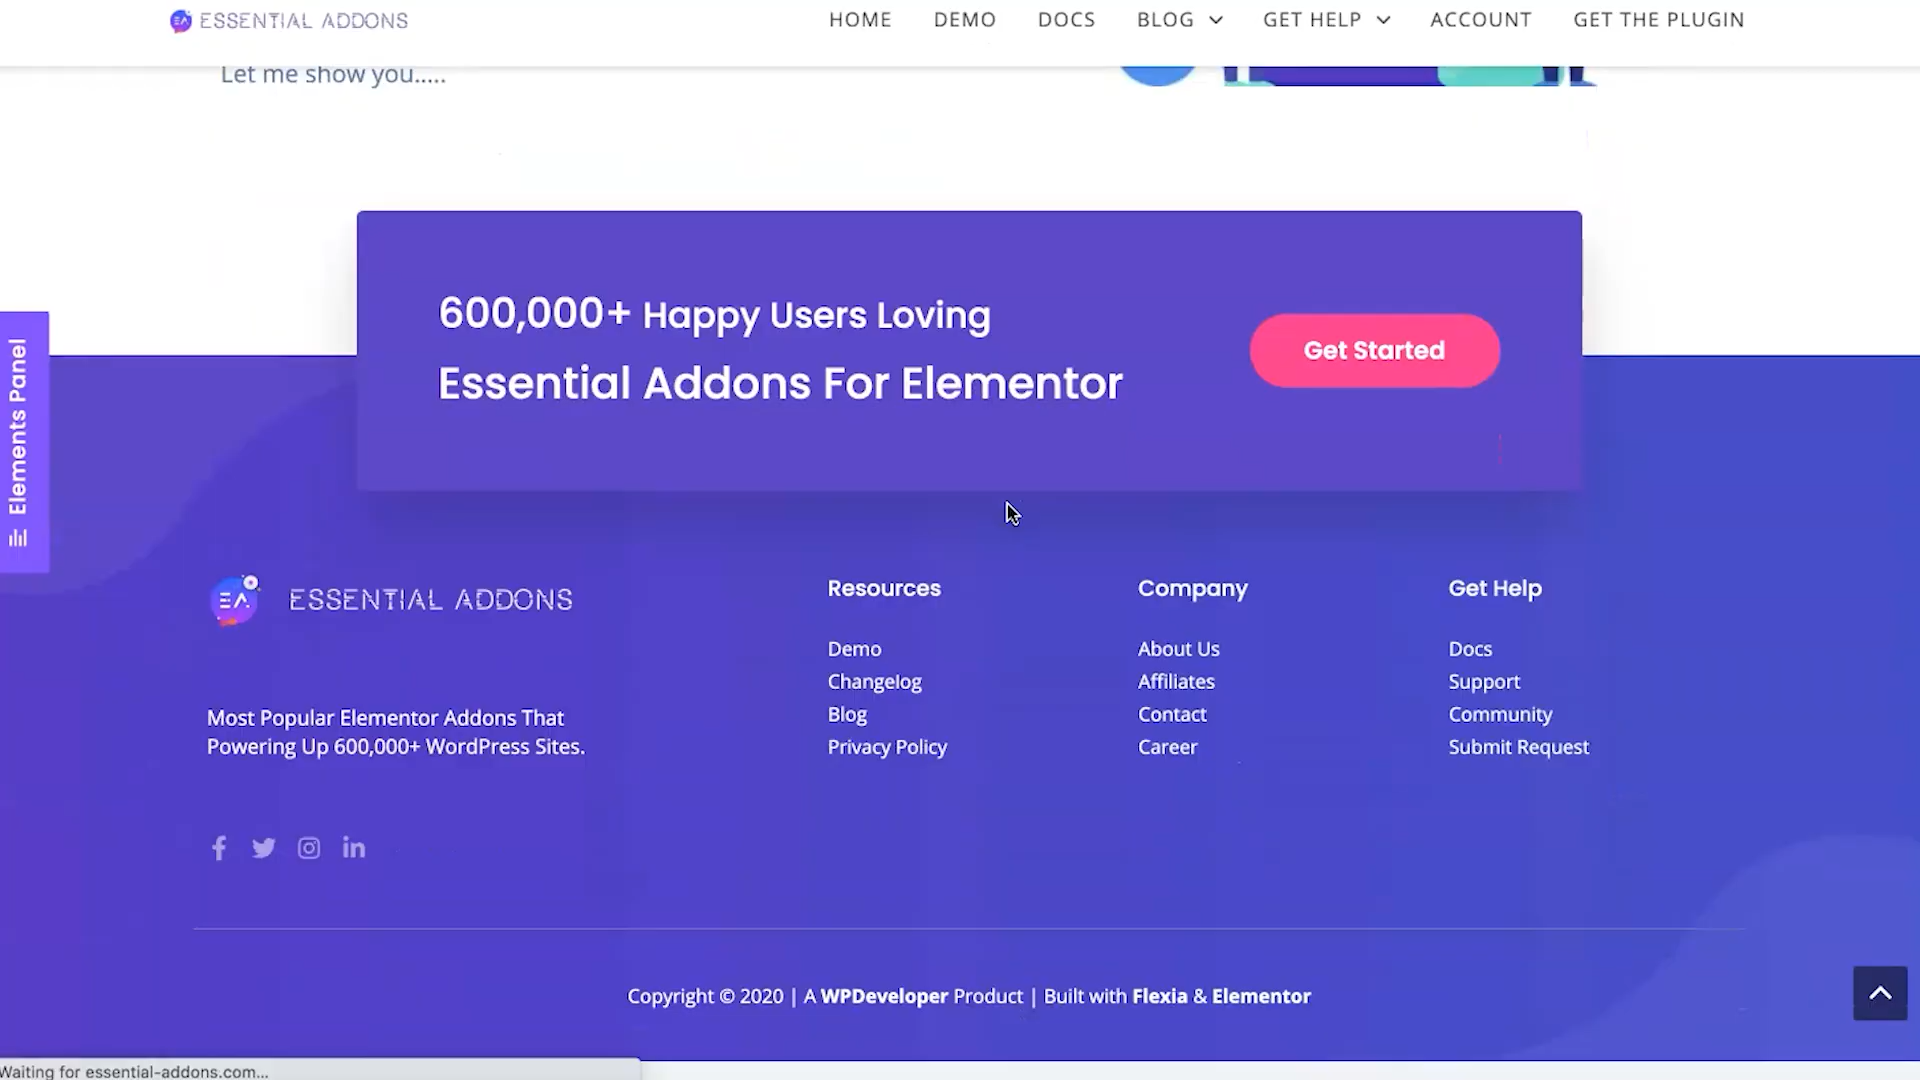 ESSENTIAL ADDONS
HOME DEMO DOCS BLOG GET HELP ACCOUNT GET THE PLUGIN
Let me show you.....
600,000+ Happy Users Loving
Essential Addons For Elementor
Get Started
Elements Panel
EA ESSENTIAL ADDONS
Most Popular Elementor Addons That
Powering Up 600,000+ WordPress Sites.
Resources
Demo
Changelog
Blog
Privacy Policy
Company
About Us
Affiliates
Contact
Career
Get Help
Docs
Support
Community
Submit Request
Copyright © 2020 | A WPDeveloper Product | Built with Flexia & Elementor
Waiting for essential-addons.com...